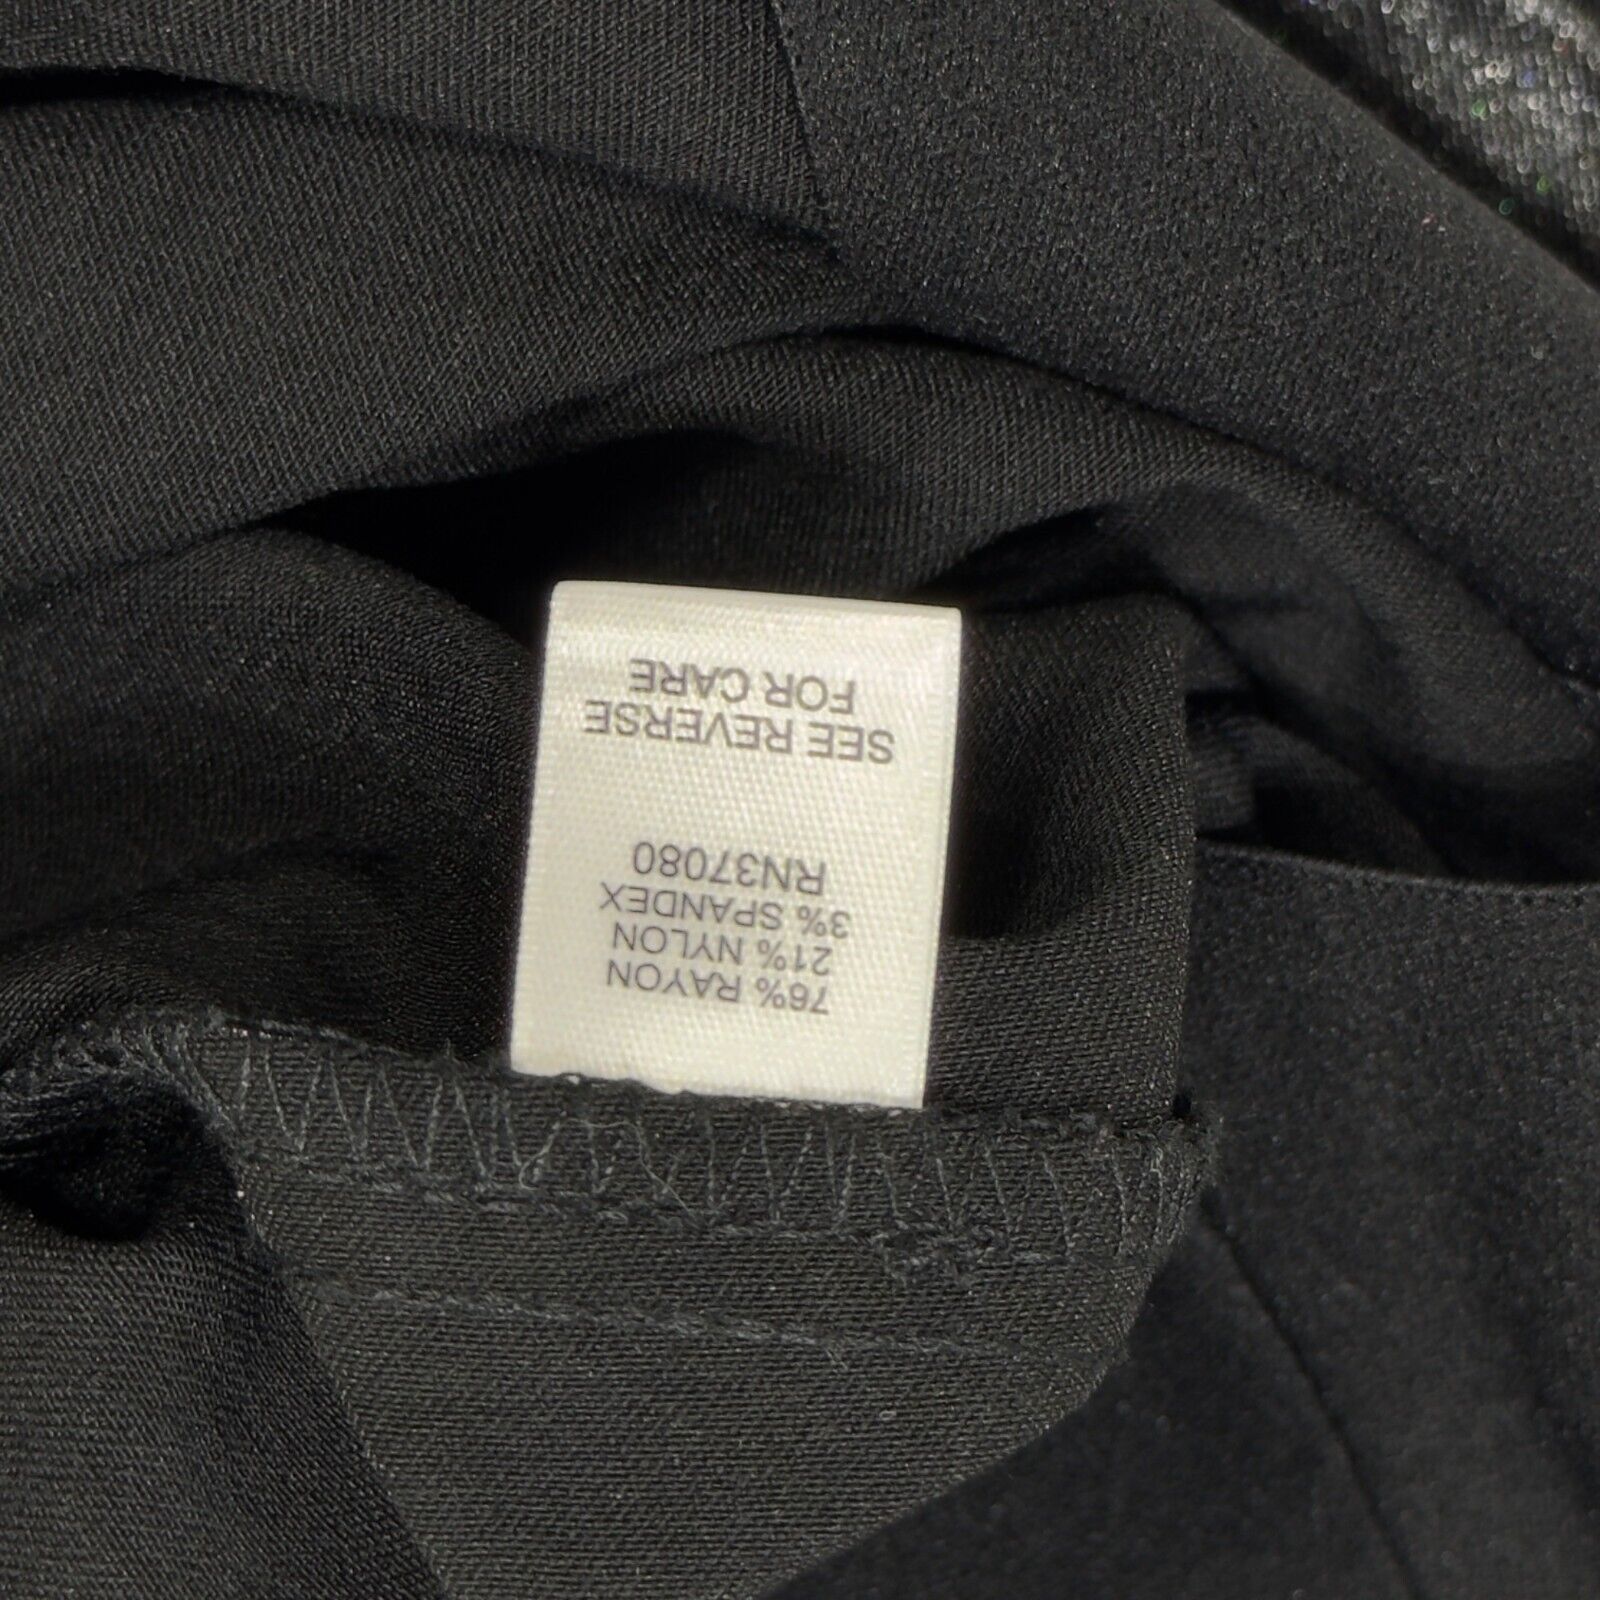 76% RAYON
21% NYLON
3% SPANDEX
RN37080
SEE REVERSE
FOR CARE